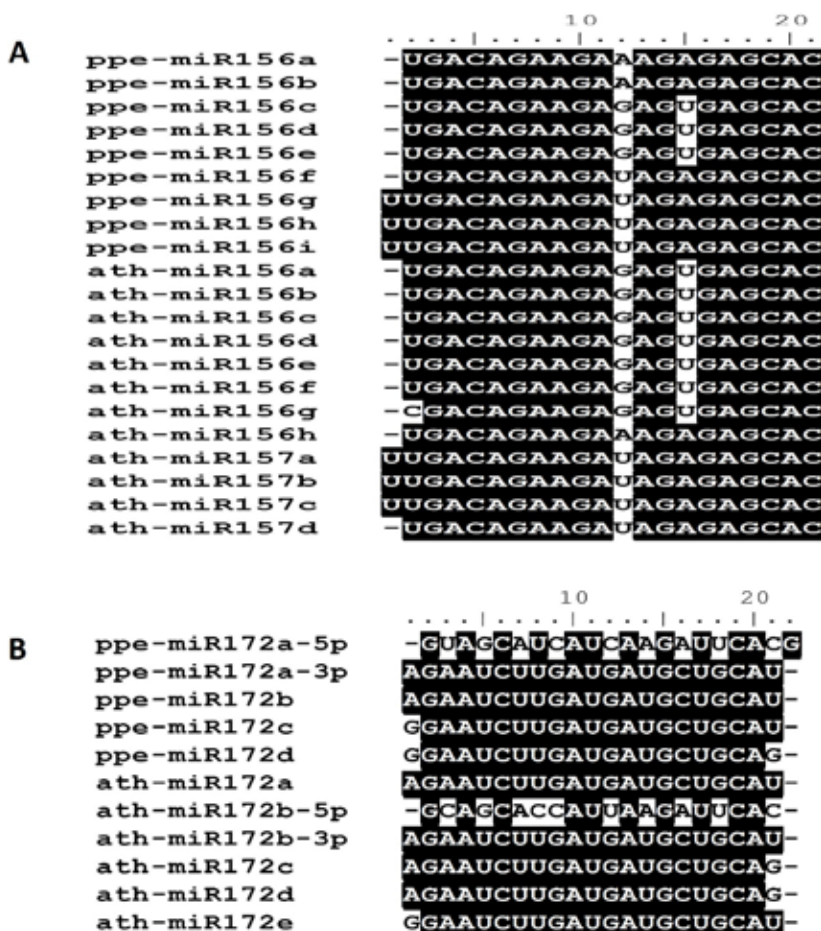 10 20
A
ppe-miR156a -UGACAGAAGAAAGAGAGCAC
ppe-miR156b -UGACAGAAGAAAGAGAGCAC
ppe-miR156c -UGACAGAAGAGAGUGAGCAC
ppe-miR156d -UGACAGAAGAGAGUGAGCAC
ppe-miR156e -UGACAGAAGAGAGUGAGCAC
ppe-miR156f -UGACAGAAGAUAGAGAGCAC
ppe-miR156g UUGACAGAAGAUAGAGAGCAC
ppe-miR156h UUGACAGAAGAUAGAGAGCAC
ppe-miR156i UUGACAGAAGAUAGAGAGCAC
ath-miR156a -UGACAGAAGAGAGUGAGCAC
ath-miR156b -UGACAGAAGAGAGUGAGCAC
ath-miR156c -UGACAGAAGAGAGUGAGCAC
ath-miR156d -UGACAGAAGAGAGUGAGCAC
ath-miR156e -UGACAGAAGAGAGUGAGCAC
ath-miR156f -UGACAGAAGAGAGUGAGCAC
ath-miR156g -CGACAGAAGAGAGUGAGCAC
ath-miR156h -UGACAGAAGAAAGAGAGCAC
ath-miR157a UUGACAGAAGAUAGAGAGCAC
ath-miR157b UUGACAGAAGAUAGAGAGCAC
ath-miR157c UUGACAGAAGAUAGAGAGCAC
ath-miR157d -UGACAGAAGAUAGAGAGCAC
10 20
B
ppe-miR172a-5p -GUAGCAUCAUCAAGAUUCACG
ppe-miR172a-3p AGAAUCUUGAUGAUGCUGCAU-
ppe-miR172b AGAAUCUUGAUGAUGCUGCAU-
ppe-miR172c GGAAUCUUGAUGAUGCUGCAU-
ppe-miR172d GGAAUCUUGAUGAUGCUGCAG-
ath-miR172a AGAAUCUUGAUGAUGCUGCAU-
ath-miR172b-5p -GCAGCACCAUUAAGAUUCAC-
ath-miR172b-3p AGAAUCUUGAUGAUGCUGCAU-
ath-miR172c AGAAUCUUGAUGAUGCUGCAG-
ath-miR172d AGAAUCUUGAUGAUGCUGCAG-
ath-miR172e GGAAUCUUGAUGAUGCUGCAU-